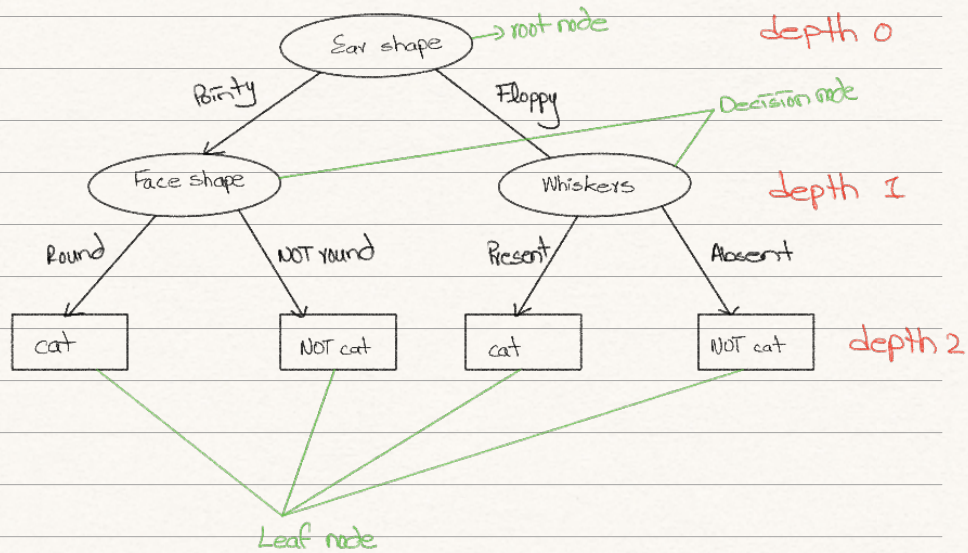 Ear shape
root node
depth 0
Pointy
Floppy
Decision node
Face shape
Whiskers
depth 1
Round
NOT round
Present
Absent
cat
NOT cat
cat
NOT cat
depth 2
Leaf node